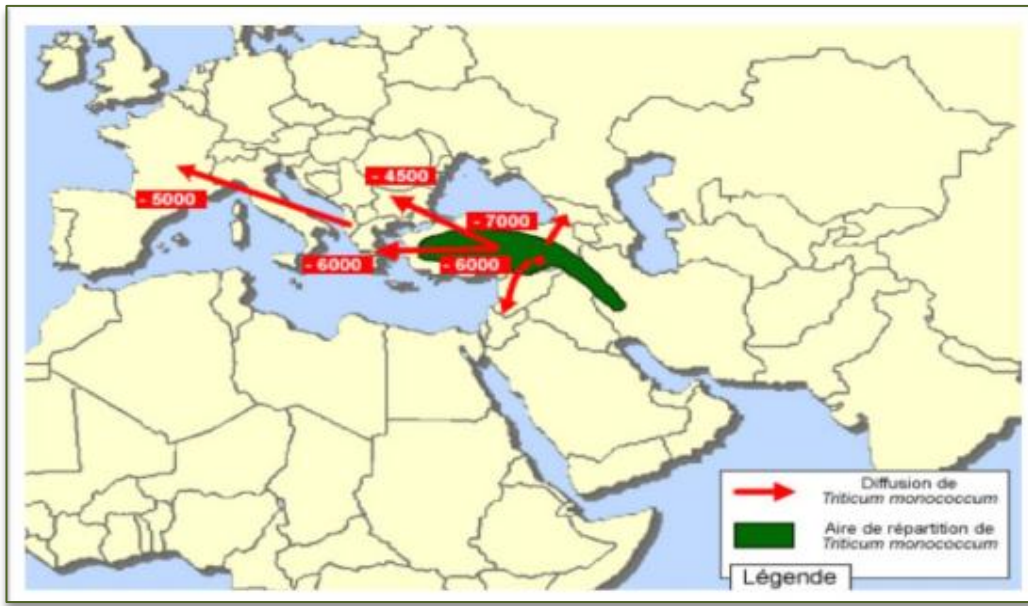 - 4500
- 5000
- 7000
- 6000
- 6000
Diffusion de
Triticum monococcum
Aire de répartition de
Triticum monococcum
Légende